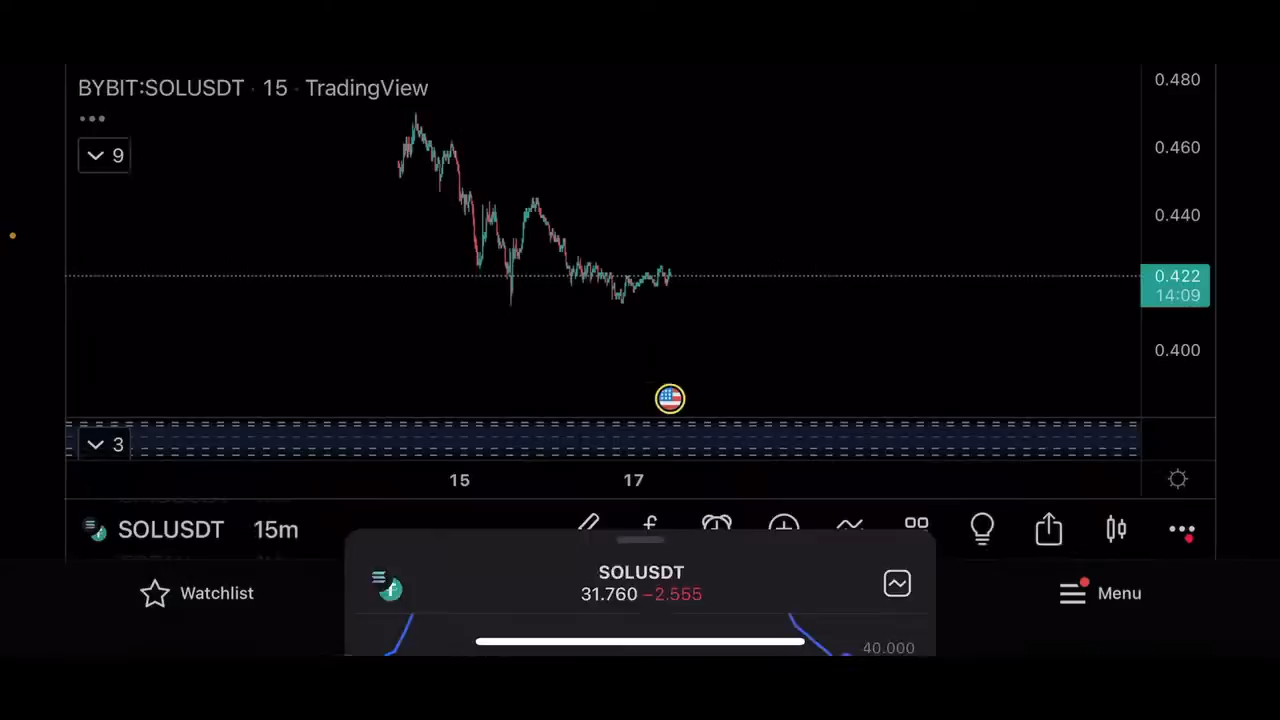 BYBIT:SOLUSDT · 15 · TradingView
9
0.480
0.460
0.440
0.422
14:09
0.400
3
15
17
SOLUSDT 15m
SOLUSDT
31.760 −2.555
Watchlist
Menu
40.000